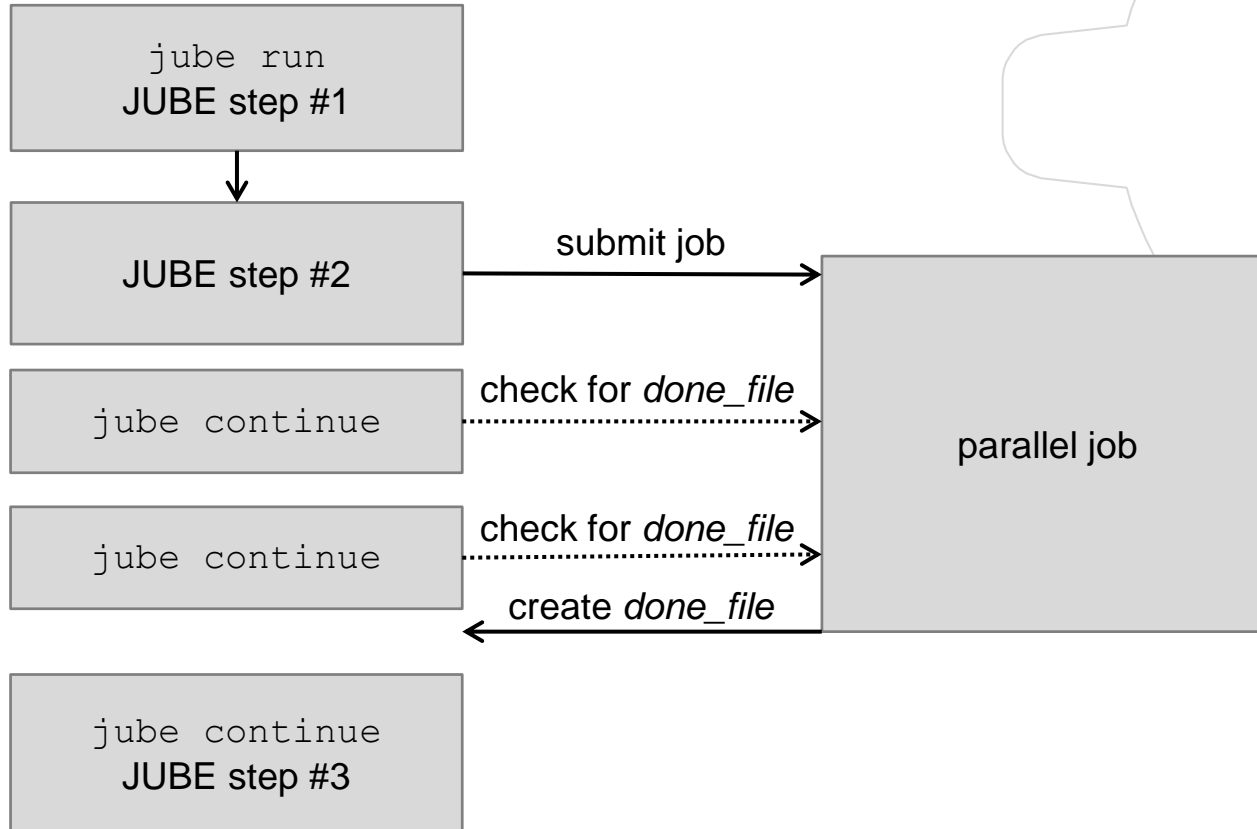 jube run
JUBE step #1
JUBE step #2
submit job
check for done_file
jube continue
parallel job
check for done_file
jube continue
create done_file
jube continue
JUBE step #3